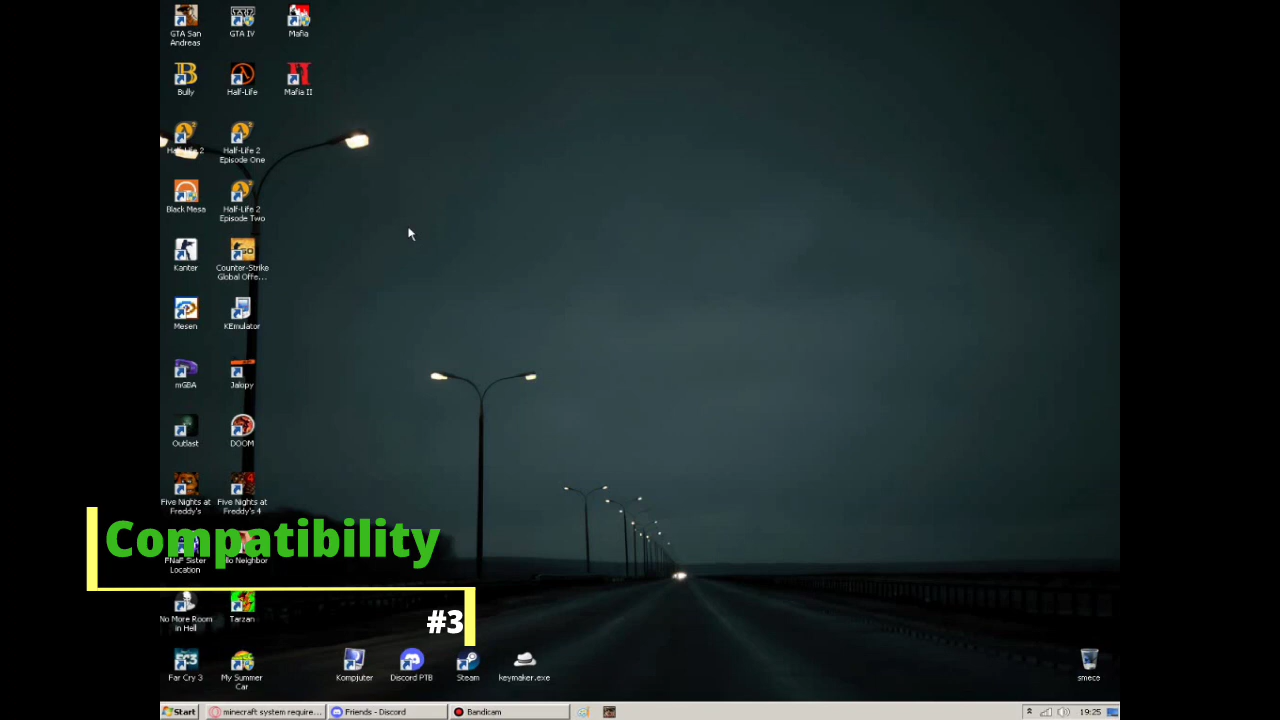 GTA San
Andreas
GTA IV
Mafia
Bully
Half-Life
Mafia II
Half-Life 2
Half-Life 2
Episode One
Black Mesa
Half-Life 2
Episode Two
Kanter
Counter-Strike
Global Offe...
Mesen
KEmulator
mGBA
Jalopy
Outlast
DOOM
Five Nights at
Freddy's
Five Nights at
Freddy's 4
Compatibility
FNaF Sister
Location
Neighbor
#3
No More Room
in Hell
Tarzan
Far Cry 3
My Summer
Car
Kompjuter
Discord PTB
Steam
keymaker.exe
smece
Start
minecraft system require...
Friends - Discord
Bandicam
19:25